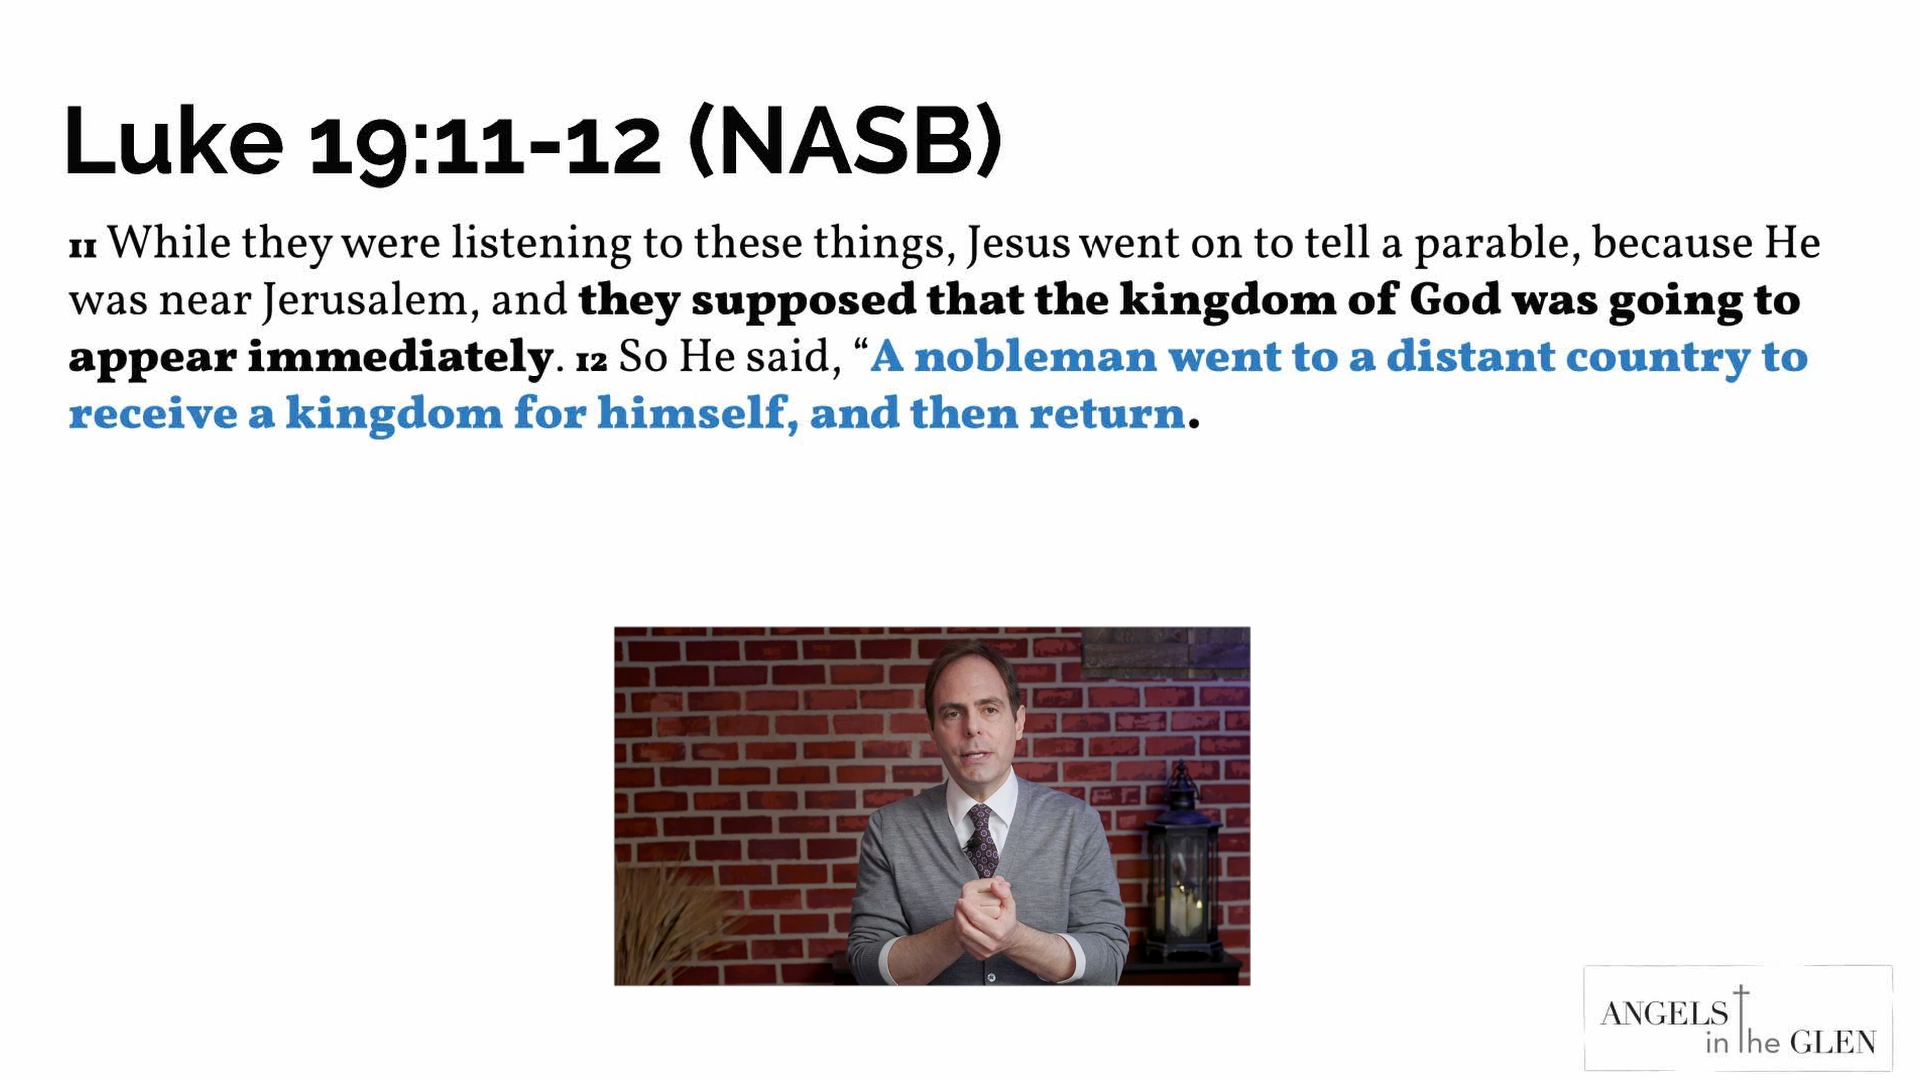 Luke 19:11-12 (NASB)
11 While they were listening to these things, Jesus went on to tell a parable, because He
was near Jerusalem, and they supposed that the kingdom of God was going to
appear immediately. 12 So He said, “A nobleman went to a distant country to
receive a kingdom for himself, and then return.
ANGELS
in the GLEN